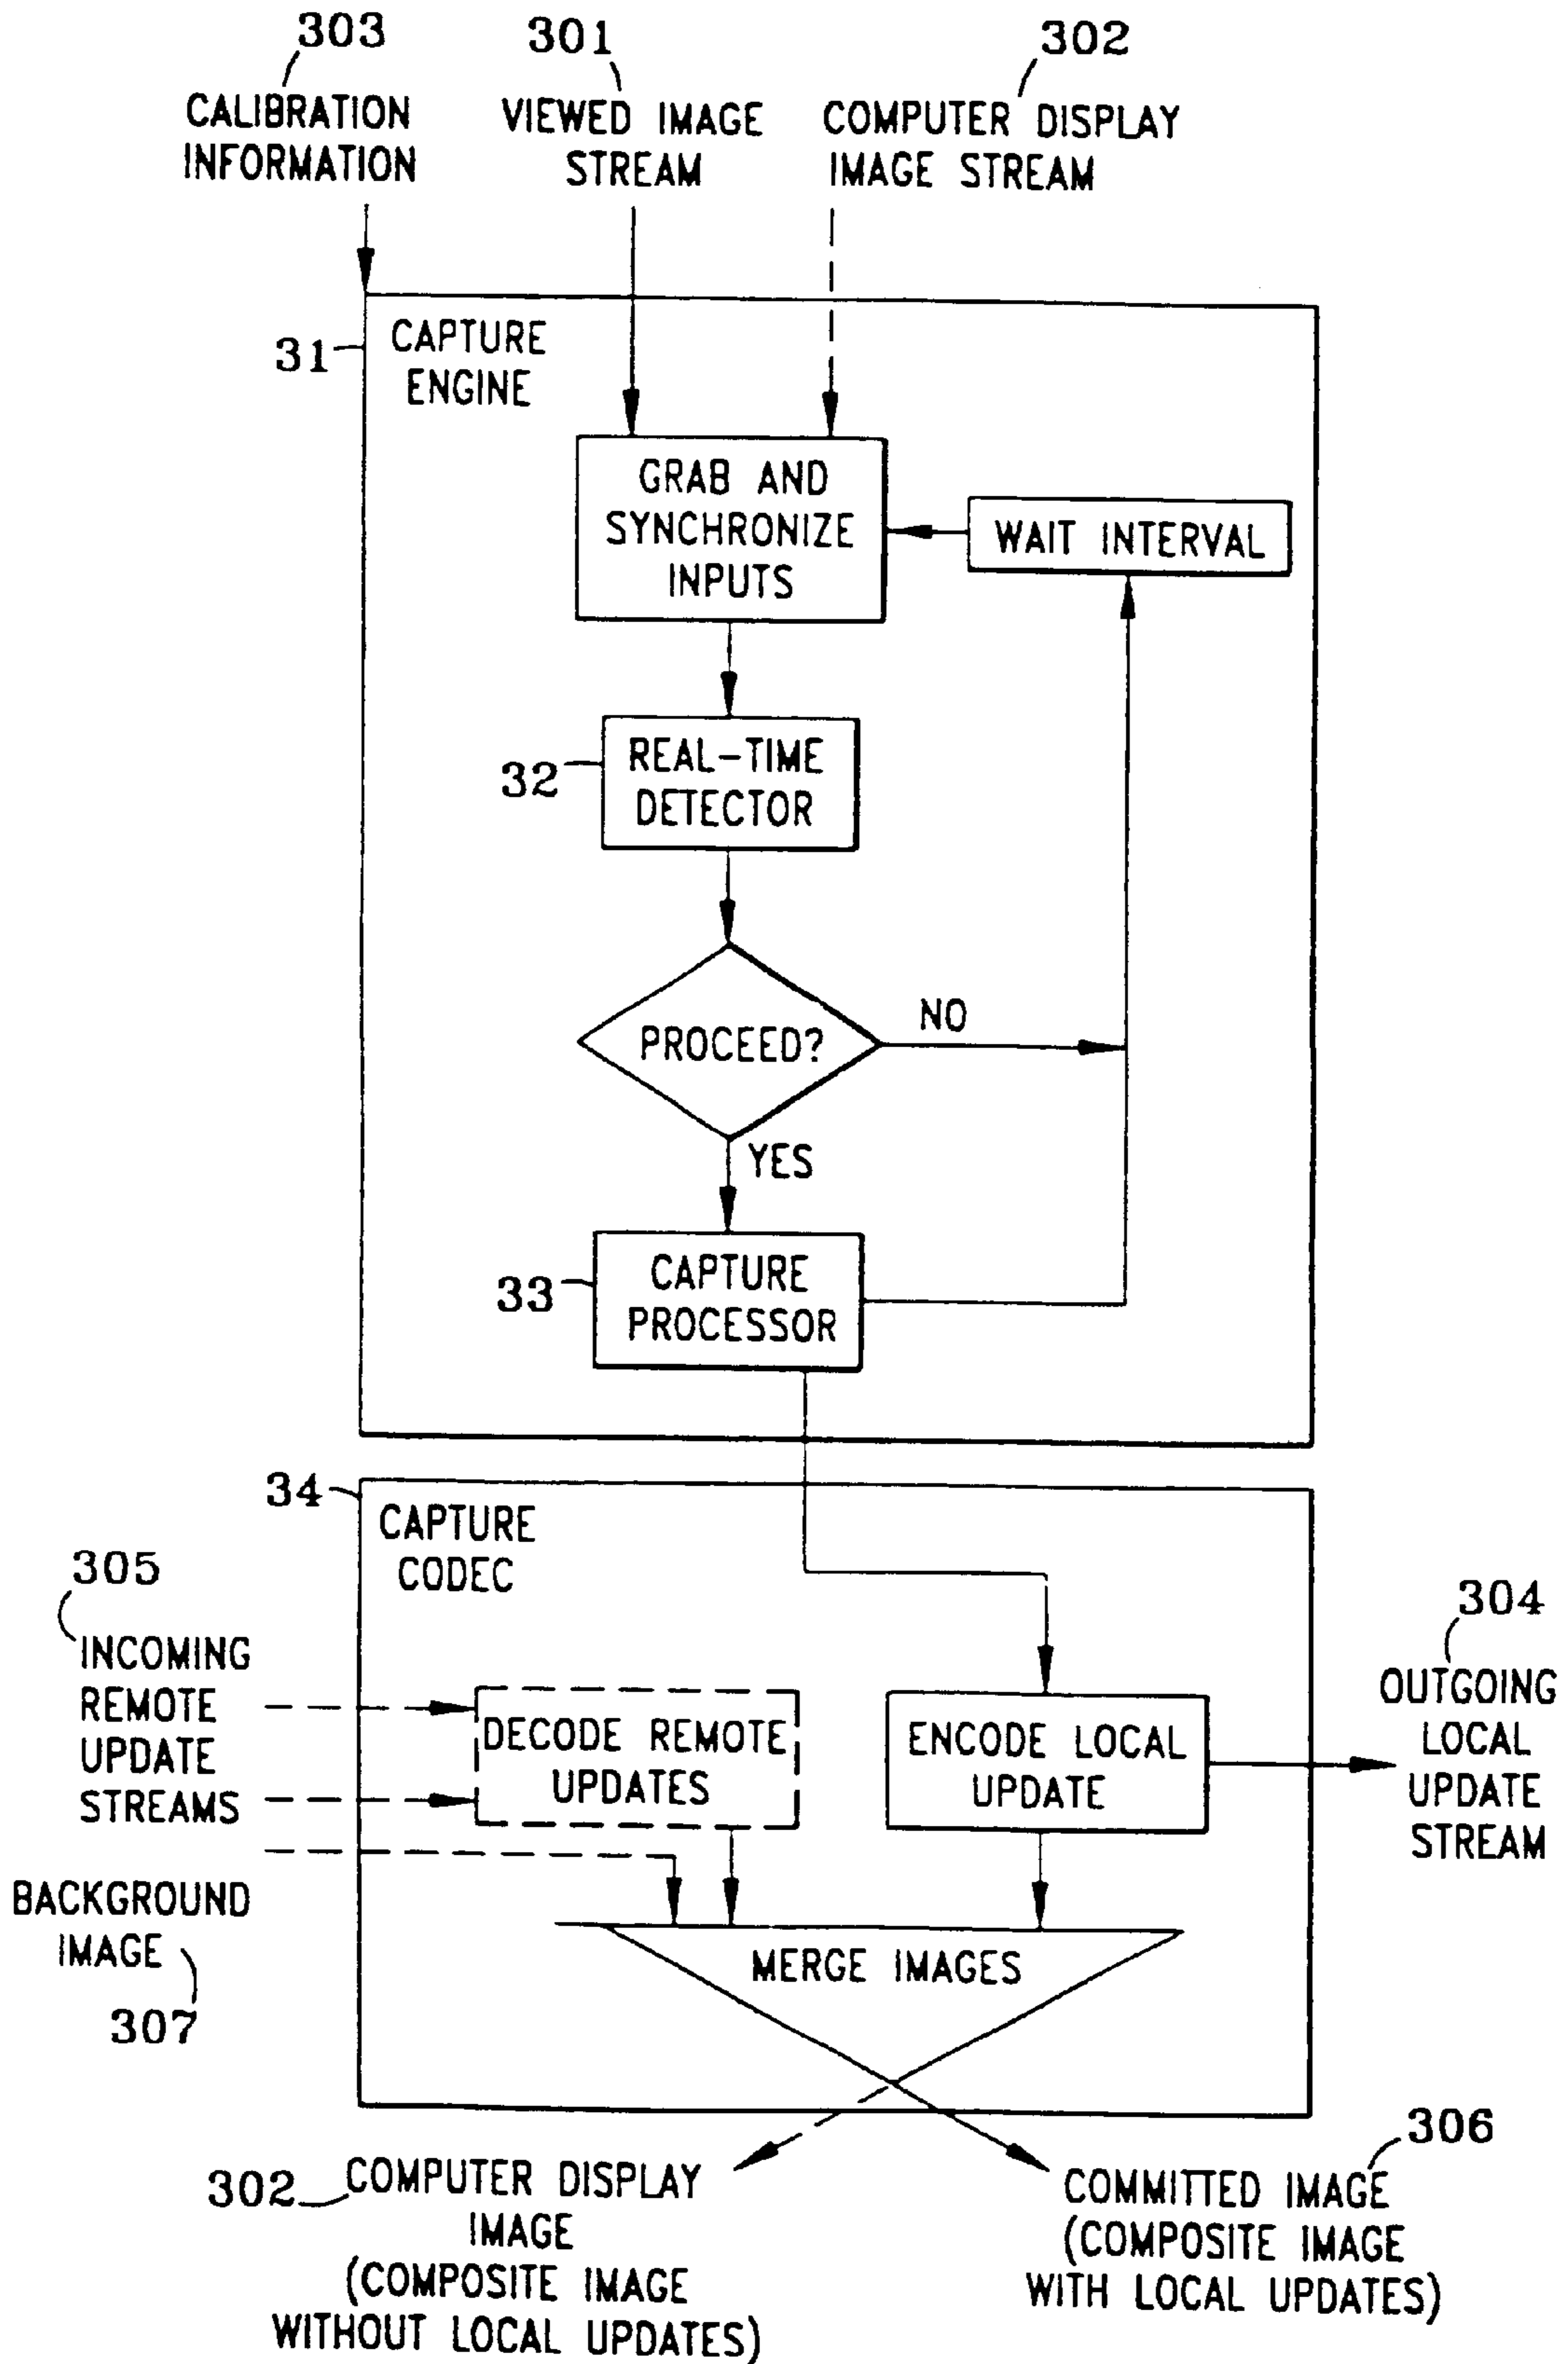 303
CALIBRATION
INFORMATION
301
VIEWED IMAGE
STREAM
302
COMPUTER DISPLAY
IMAGE STREAM
31
CAPTURE
ENGINE
GRAB AND
SYNCHRONIZE
INPUTS
WAIT INTERVAL
32
REAL-TIME
DETECTOR
PROCEED?
NO
YES
33
CAPTURE
PROCESSOR
34
CAPTURE
CODEC
305
INCOMING
REMOTE
UPDATE
STREAMS
DECODE REMOTE
UPDATES
ENCODE LOCAL
UPDATE
304
OUTGOING
LOCAL
UPDATE
STREAM
BACKGROUND
IMAGE
307
MERGE IMAGES
302
COMPUTER DISPLAY
IMAGE
(COMPOSITE IMAGE
WITHOUT LOCAL UPDATES)
306
COMMITTED IMAGE
(COMPOSITE IMAGE
WITH LOCAL UPDATES)